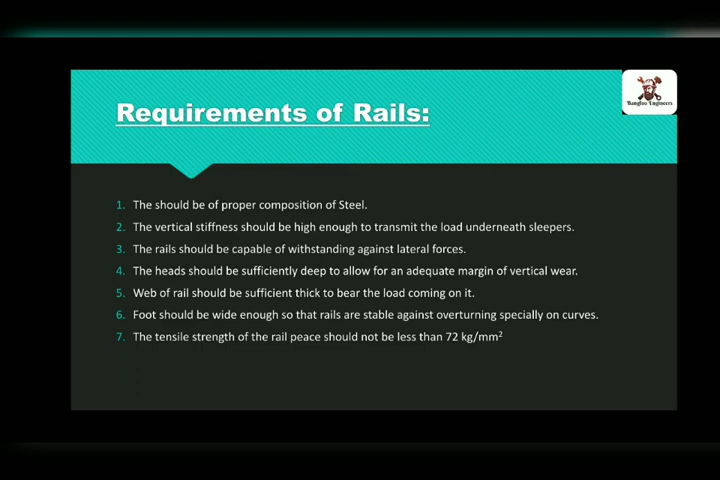 Requirements of Rails:
Bangloo Engineers
1. The should be of proper composition of Steel.
2. The vertical stiffness should be high enough to transmit the load underneath sleepers.
3. The rails should be capable of withstanding against lateral forces.
4. The heads should be sufficiently deep to allow for an adequate margin of vertical wear.
5. Web of rail should be sufficient thick to bear the load coming on it.
6. Foot should be wide enough so that rails are stable against overturning specially on curves.
7. The tensile strength of the rail peace should not be less than 72 kg/mm²